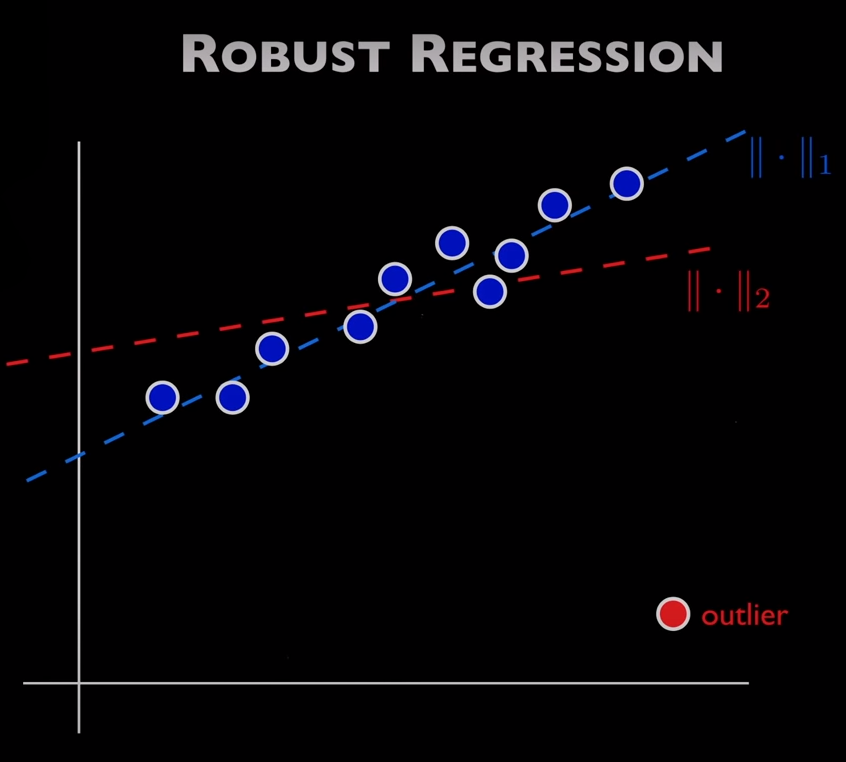 ROBUST REGRESSION
‖ · ‖₁
‖ · ‖₂
outlier